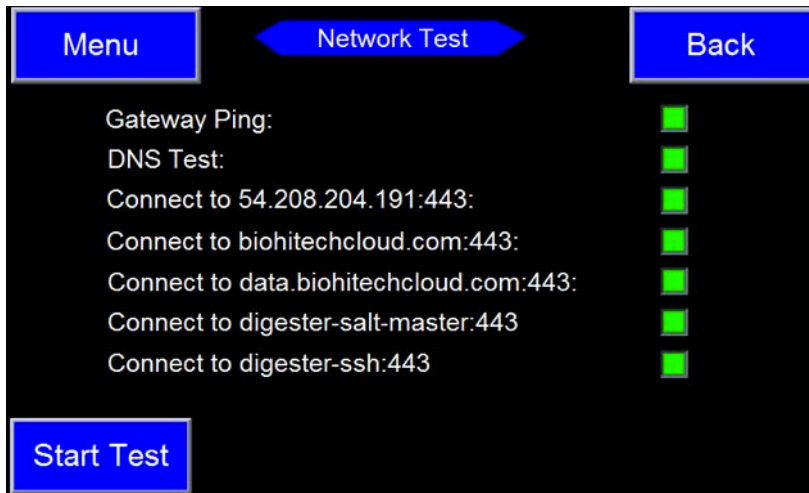 Menu
Network Test
Back
Gateway Ping:
DNS Test:
Connect to 54.208.204.191:443:
Connect to biohitechcloud.com:443:
Connect to data.biohitechcloud.com:443:
Connect to digester-salt-master:443
Connect to digester-ssh:443
Start Test